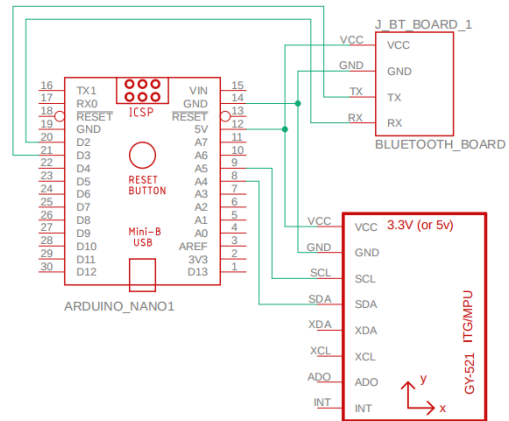 J_BT_BOARD_1
VCC VCC
GND GND
TX TX
RX RX
BLUETOOTH_BOARD
ICSP
16 TX1 VIN 15
17 RX0 GND 14
18 RESET RESET 13
19 GND 5V 12
20 D2 A7 11
21 D3 A6 10
22 D4 A5 9
23 D5 A4 8
24 D6 A3 7
25 D7 A2 6
26 D8 A1 5
27 D9 A0 4
28 D10 AREF 3
29 D11 3V3 2
30 D12 D13 1
RESET
BUTTON
Mini-B
USB
ARDUINO_NANO1
3.3V (or 5v)
VCC VCC
GND GND
SCL SCL
SDA SDA
XDA XDA
XCL XCL
ADO ADO
INT INT
GY-521 ITG/MPU
y
x